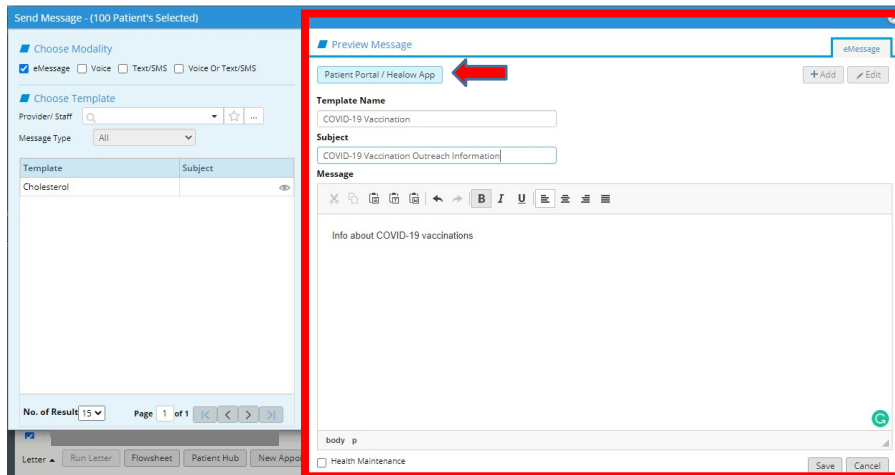 Send Message - (100 Patient's Selected)
Choose Modality
eMessage Voice Text/SMS Voice Or Text/SMS
Choose Template
Provider/ Staff
Message Type All
Template Subject
Cholesterol
No. of Result 15 Page 1 of 1
Letter Run Letter Flowsheet Patient Hub New Appoi
Preview Message
eMessage
Patient Portal / Healow App
Add Edit
Template Name
COVID-19 Vaccination
Subject
COVID-19 Vaccination Outreach Information
Message
B I U
Info about COVID-19 vaccinations
body p
Health Maintenance
Save Cancel